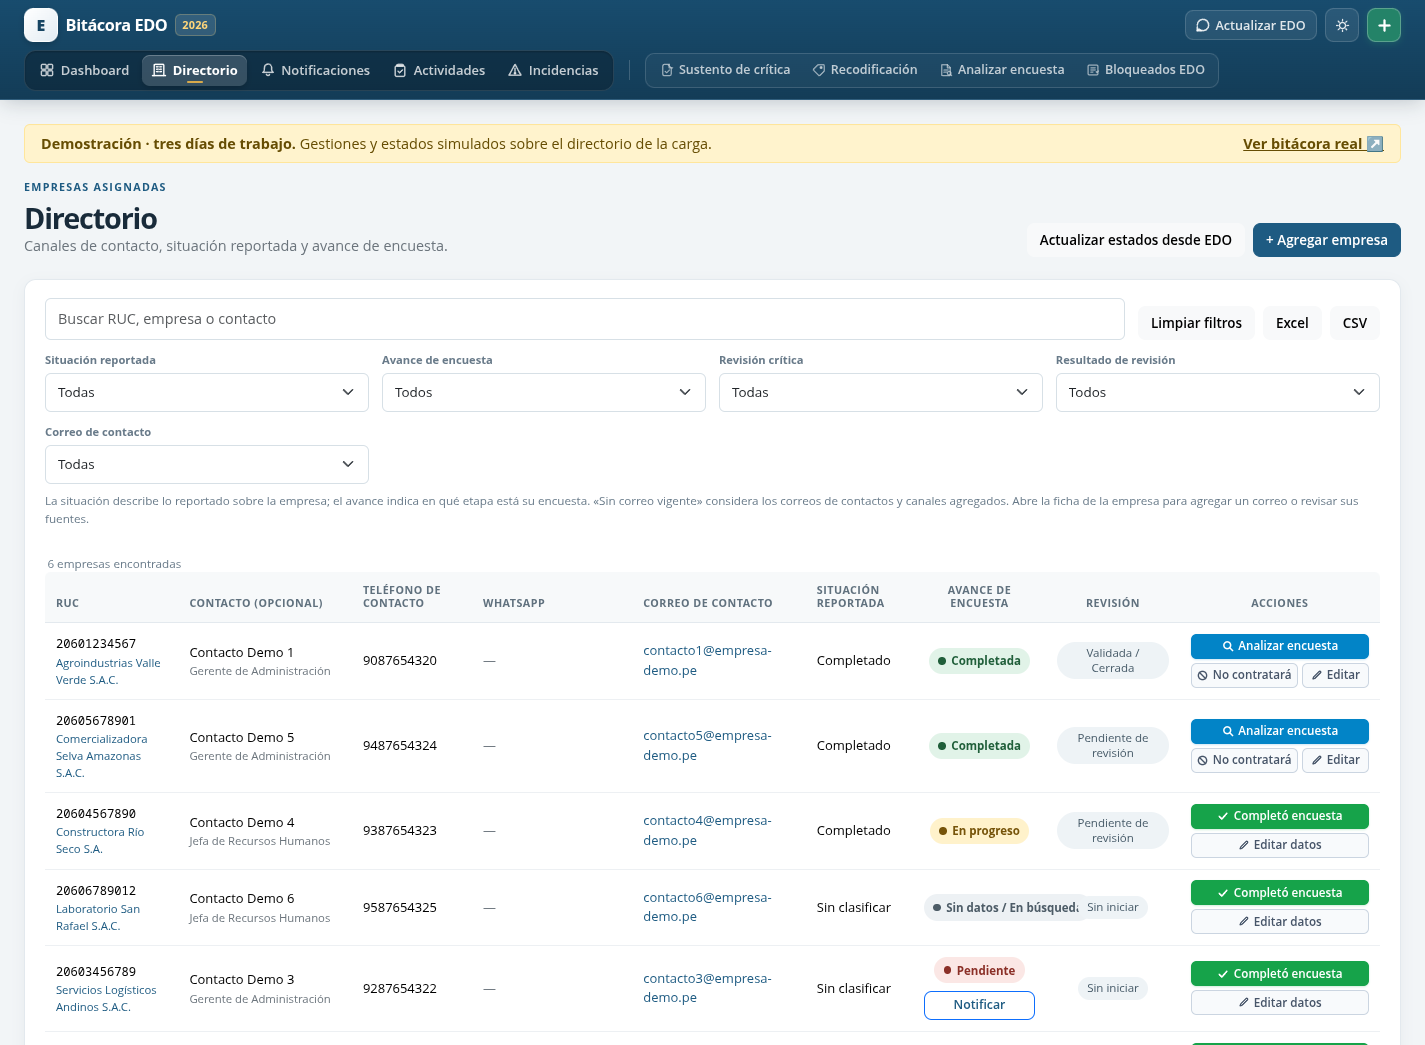 E Bitácora EDO 2026
Actualizar EDO
Dashboard Directorio Notificaciones Actividades Incidencias
Sustento de crítica Recodificación Analizar encuesta Bloqueados EDO
Demostración · tres días de trabajo. Gestiones y estados simulados sobre el directorio de la carga.
Ver bitácora real ↗
EMPRESAS ASIGNADAS
Directorio
Canales de contacto, situación reportada y avance de encuesta.
Actualizar estados desde EDO
+ Agregar empresa
Buscar RUC, empresa o contacto
Limpiar filtros
Excel
CSV
Situación reportada
Avance de encuesta
Revisión crítica
Resultado de revisión
Todas
Todos
Todas
Todos
Correo de contacto
Todas
La situación describe lo reportado sobre la empresa; el avance indica en qué etapa está su encuesta. «Sin correo vigente» considera los correos de contactos y canales agregados. Abre la ficha de la empresa para agregar un correo o revisar sus
fuentes.
6 empresas encontradas
RUC
CONTACTO (OPCIONAL)
TELÉFONO DE
CONTACTO
WHATSAPP
CORREO DE CONTACTO
SITUACIÓN
REPORTADA
AVANCE DE
ENCUESTA
REVISIÓN
ACCIONES
20601234567
Agroindustrias Valle
Verde S.A.C.
Contacto Demo 1
Gerente de Administración
9087654320
—
contacto1@empresa-
demo.pe
Completado
Completada
Validada /
Cerrada
Analizar encuesta
No contratará
Editar
20605678901
Comercializadora
Selva Amazonas
S.A.C.
Contacto Demo 5
Gerente de Administración
9487654324
—
contacto5@empresa-
demo.pe
Completado
Completada
Pendiente de
revisión
Analizar encuesta
No contratará
Editar
20604567890
Constructora Río
Seco S.A.
Contacto Demo 4
Jefa de Recursos Humanos
9387654323
—
contacto4@empresa-
demo.pe
Completado
En progreso
Pendiente de
revisión
Completó encuesta
Editar datos
20606789012
Laboratorio San
Rafael S.A.C.
Contacto Demo 6
Jefa de Recursos Humanos
9587654325
—
contacto6@empresa-
demo.pe
Sin clasificar
Sin datos / En búsqueda
Sin iniciar
Completó encuesta
Editar datos
20603456789
Servicios Logísticos
Andinos S.A.C.
Contacto Demo 3
Gerente de Administración
9287654322
—
contacto3@empresa-
demo.pe
Sin clasificar
Pendiente
Notificar
Sin iniciar
Completó encuesta
Editar datos